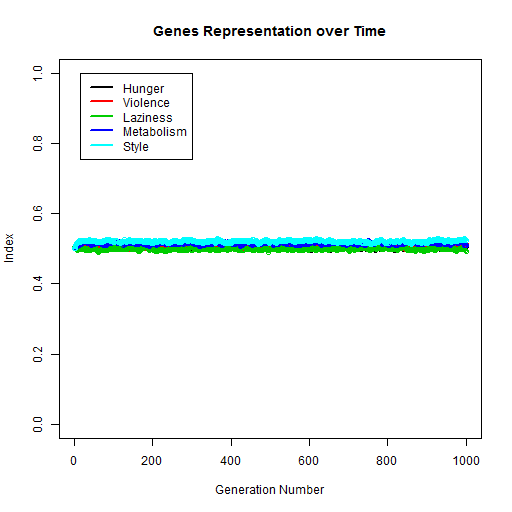 Genes Representation over Time
Hunger
Violence
Laziness
Metabolism
Style
1.0
0.8
0.6
0.4
0.2
0.0
Index
0 200 400 600 800 1000
Generation Number